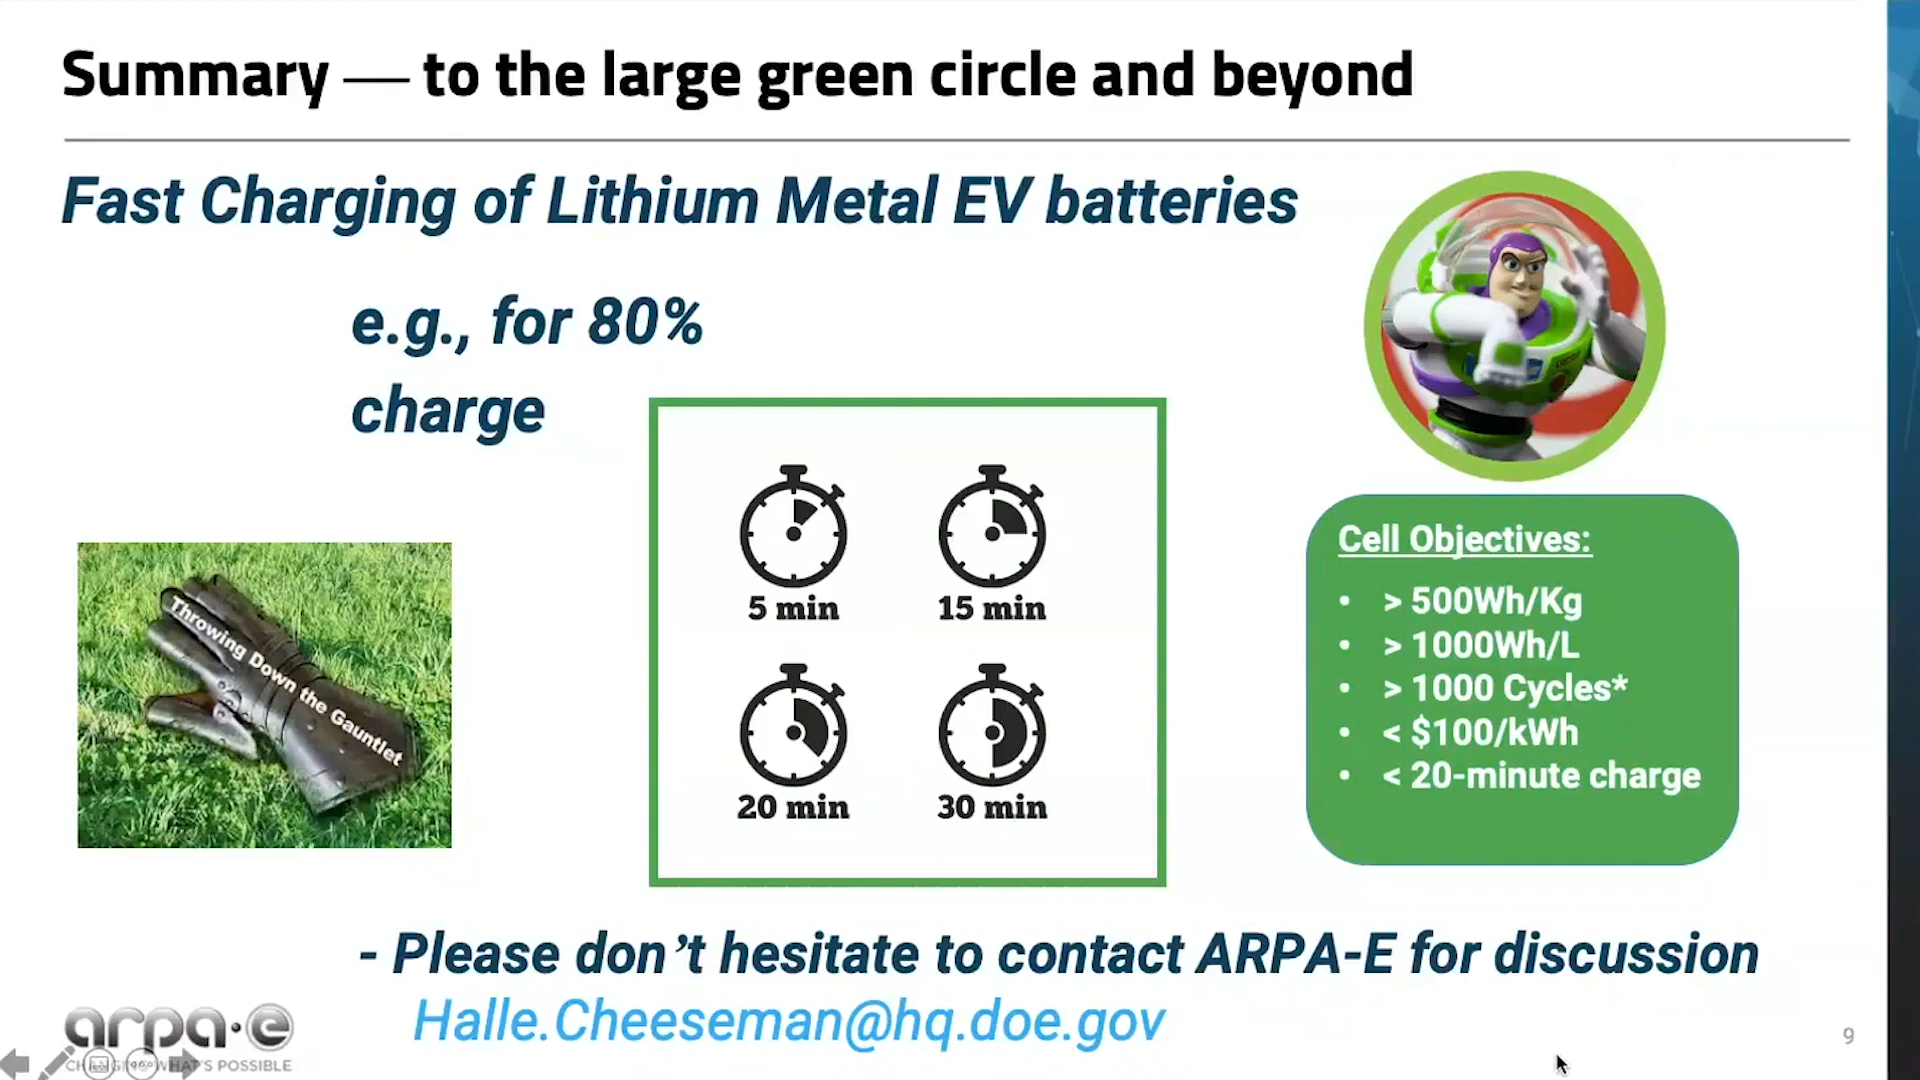 Summary — to the large green circle and beyond
Fast Charging of Lithium Metal EV batteries
e.g., for 80%
charge
5 min
15 min
20 min
30 min
Throwing Down the Gauntlet
Cell Objectives:
• > 500Wh/Kg
• > 1000Wh/L
• > 1000 Cycles*
• < $100/kWh
• < 20-minute charge
- Please don’t hesitate to contact ARPA-E for discussion
Halle.Cheeseman@hq.doe.gov
arpa·e
CHANGING WHAT'S POSSIBLE
9